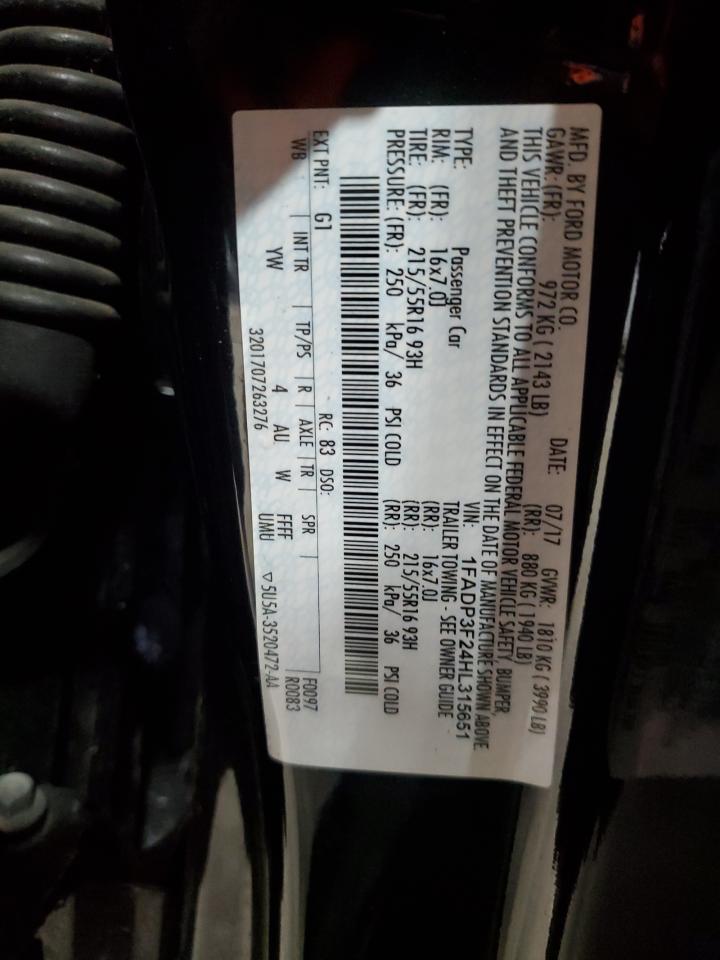 MFD. BY FORD MOTOR CO.
DATE: 07/17 GVWR: 1810 KG ( 3990 LB)
GAWR: (FR): 972 KG ( 2143 LB) (RR): 880 KG ( 1940 LB)
THIS VEHICLE CONFORMS TO ALL APPLICABLE FEDERAL MOTOR VEHICLE SAFETY, BUMPER,
AND THEFT PREVENTION STANDARDS IN EFFECT ON THE DATE OF MANUFACTURE SHOWN ABOVE.
VIN: 1FADP3F24HL315651
TYPE: Passenger Car TRAILER TOWING - SEE OWNER GUIDE
RIM: (FR): 16x7.0J (RR): 16x7.0J
TIRE: (FR): 215/55R16 93H (RR): 215/55R16 93H
PRESSURE: (FR): 250 kPa/ 36 PSI COLD (RR): 250 kPa/ 36 PSI COLD
EXT PNT: G1 RC: 83 DSO: F0097
WB INT TR TP/PS R AXLE TR SPR R0083
YW 4 AU W FFFF
3201707263276 UMU ▽5U5A-3520472-AA